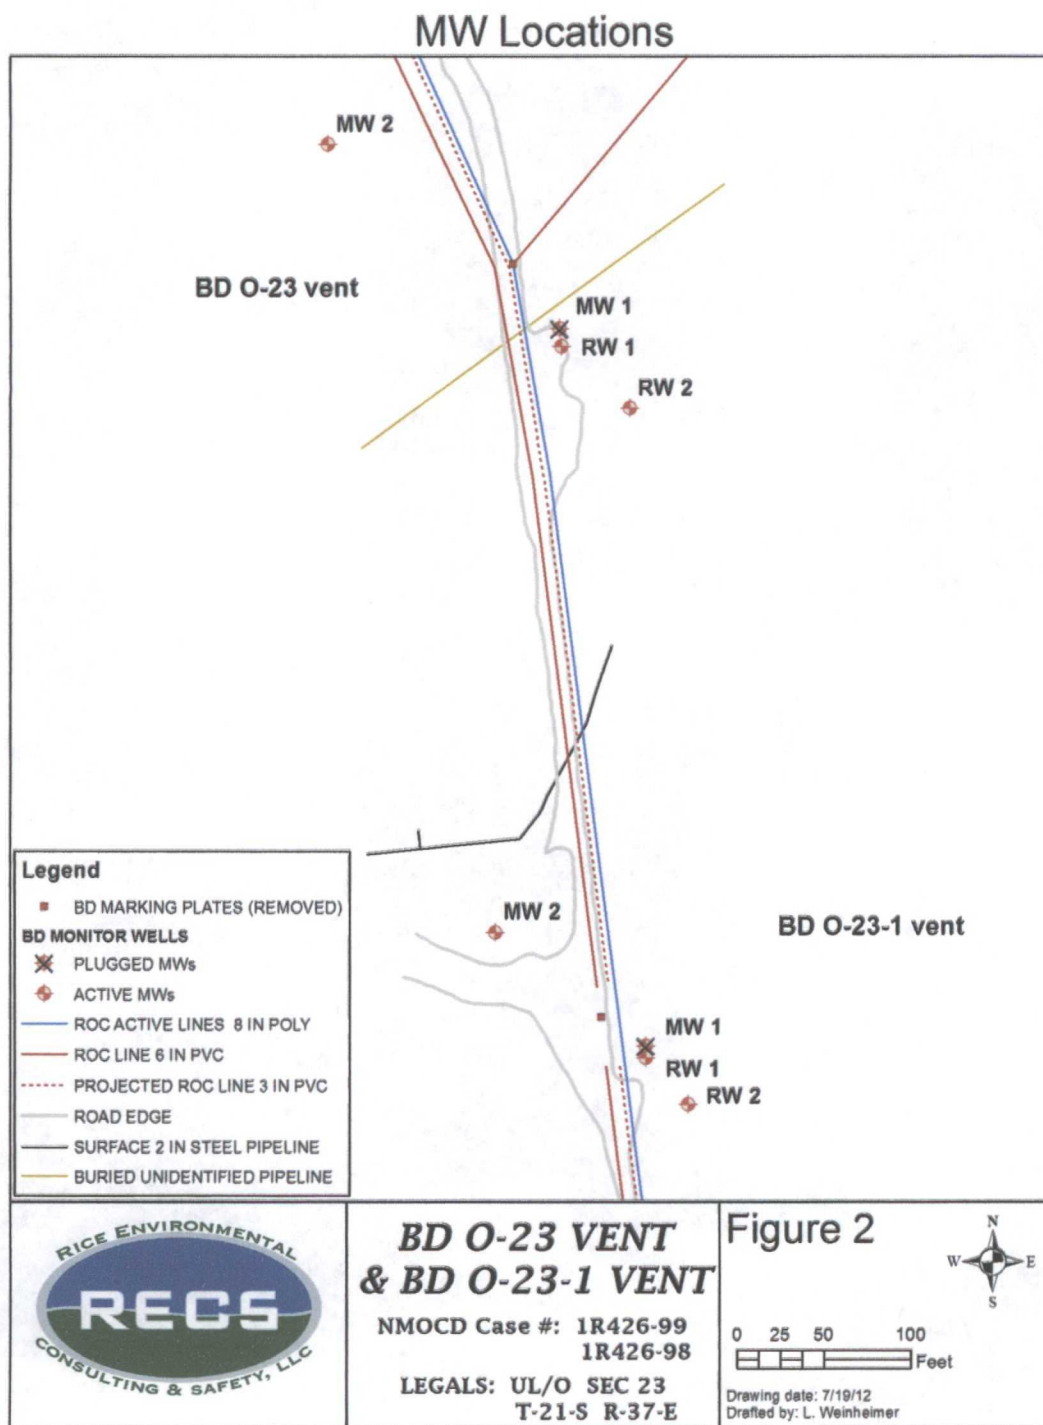 MW Locations
MW 2
BD O-23 vent
MW 1
RW 1
RW 2
MW 2
BD O-23-1 vent
MW 1
RW 1
RW 2
Legend
BD MARKING PLATES (REMOVED)
BD MONITOR WELLS
PLUGGED MWs
ACTIVE MWs
ROC ACTIVE LINES 8 IN POLY
ROC LINE 6 IN PVC
PROJECTED ROC LINE 3 IN PVC
ROAD EDGE
SURFACE 2 IN STEEL PIPELINE
BURIED UNIDENTIFIED PIPELINE
RICE ENVIRONMENTAL
RECS
CONSULTING & SAFETY, LLC
BD O-23 VENT
& BD O-23-1 VENT
NMOCD Case #: 1R426-99
1R426-98
LEGALS: UL/O SEC 23
T-21-S R-37-E
Figure 2
N
W E
S
0 25 50 100
Feet
Drawing date: 7/19/12
Drafted by: L. Weinheimer